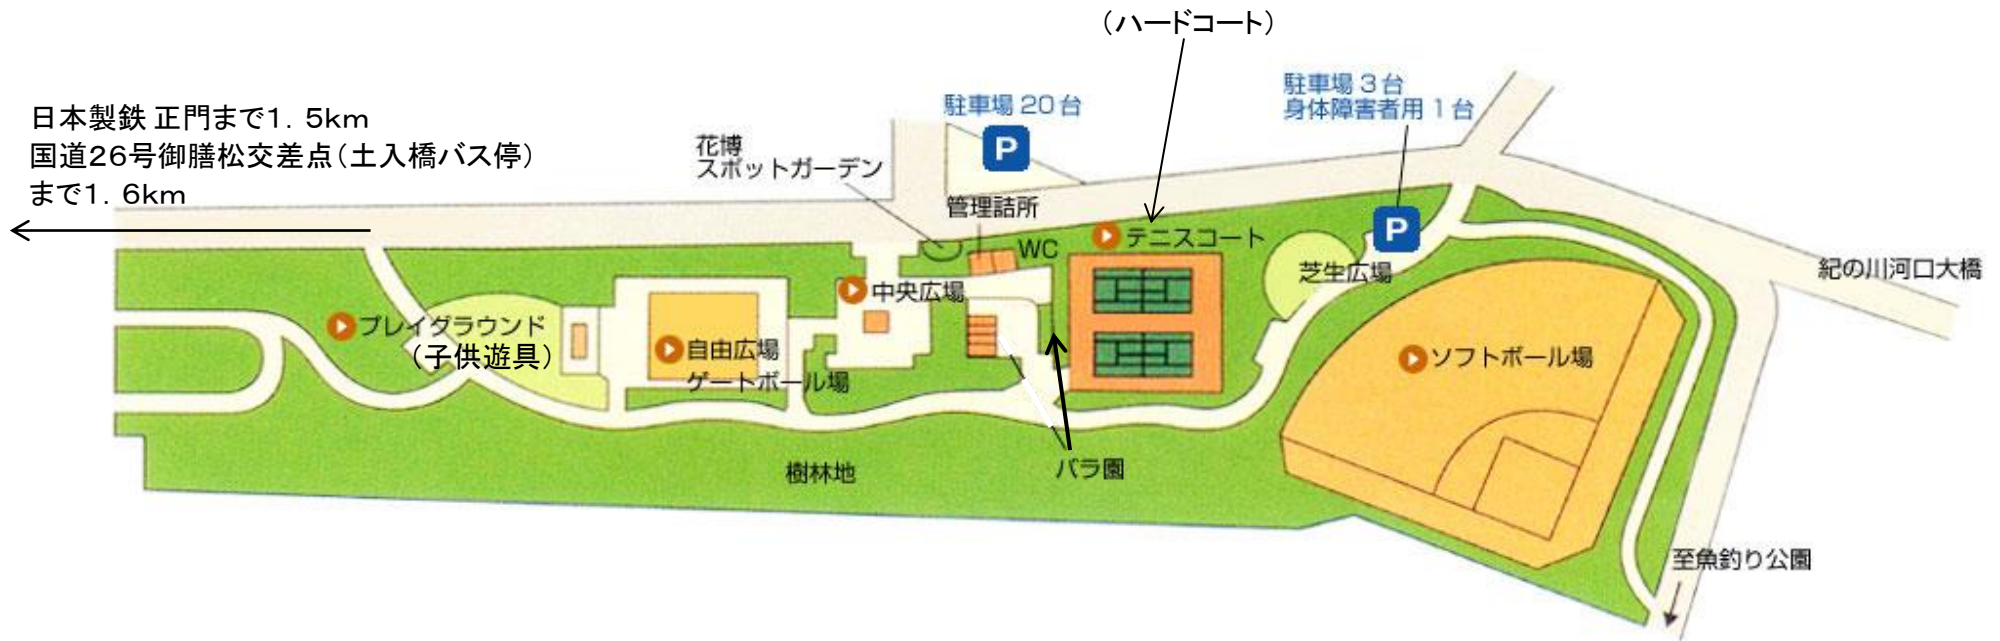 （ハードコート）
駐車場３台
身体障害者用１台
駐車場20台
P
日本製鉄 正門まで１．５ｋｍ
国道２６号御膳松交差点（土入橋バス停）
まで１．６ｋｍ
花博
スポットガーデン
管理詰所
WC
テニスコート
P
芝生広場
紀の川河口大橋
中央広場
プレイグラウンド
（子供遊具）
自由広場
ゲートボール場
ソフトボール場
樹林地
バラ園
至魚釣り公園